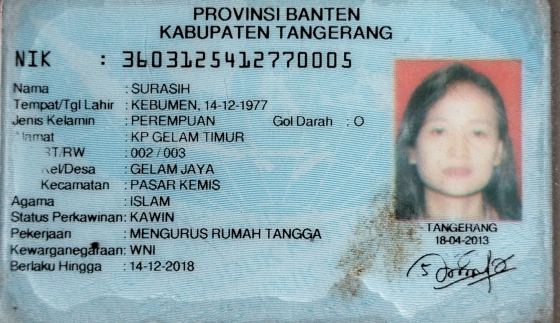 PROVINSI BANTEN
KABUPATEN TANGERANG
NIK : 3603125412770005
Nama : SURASIH
Tempat/Tgl Lahir : KEBUMEN, 14-12-1977
Jenis Kelamin : PEREMPUAN Gol Darah : O
lamat : KP GELAM TIMUR
RT/RW : 002 / 003
Kel/Desa : GELAM JAYA
Kecamatan : PASAR KEMIS
Agama : ISLAM
Status Perkawinan: KAWIN
Pekerjaan : MENGURUS RUMAH TANGGA
Kewarganegaraan: WNI
Berlaku Hingga : 14-12-2018
TANGERANG
18-04-2013